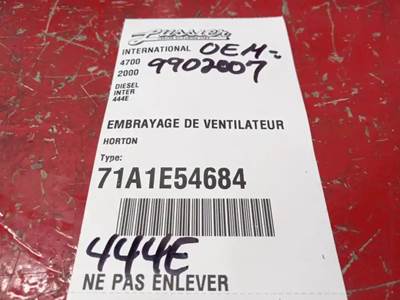 INTERNATIONAL OEM-
4700 9902007
2000
DIESEL
INTER
444E
EMBRAYAGE DE VENTILATEUR
HORTON
Type:
71A1E54684
444E
NE PAS ENLEVER